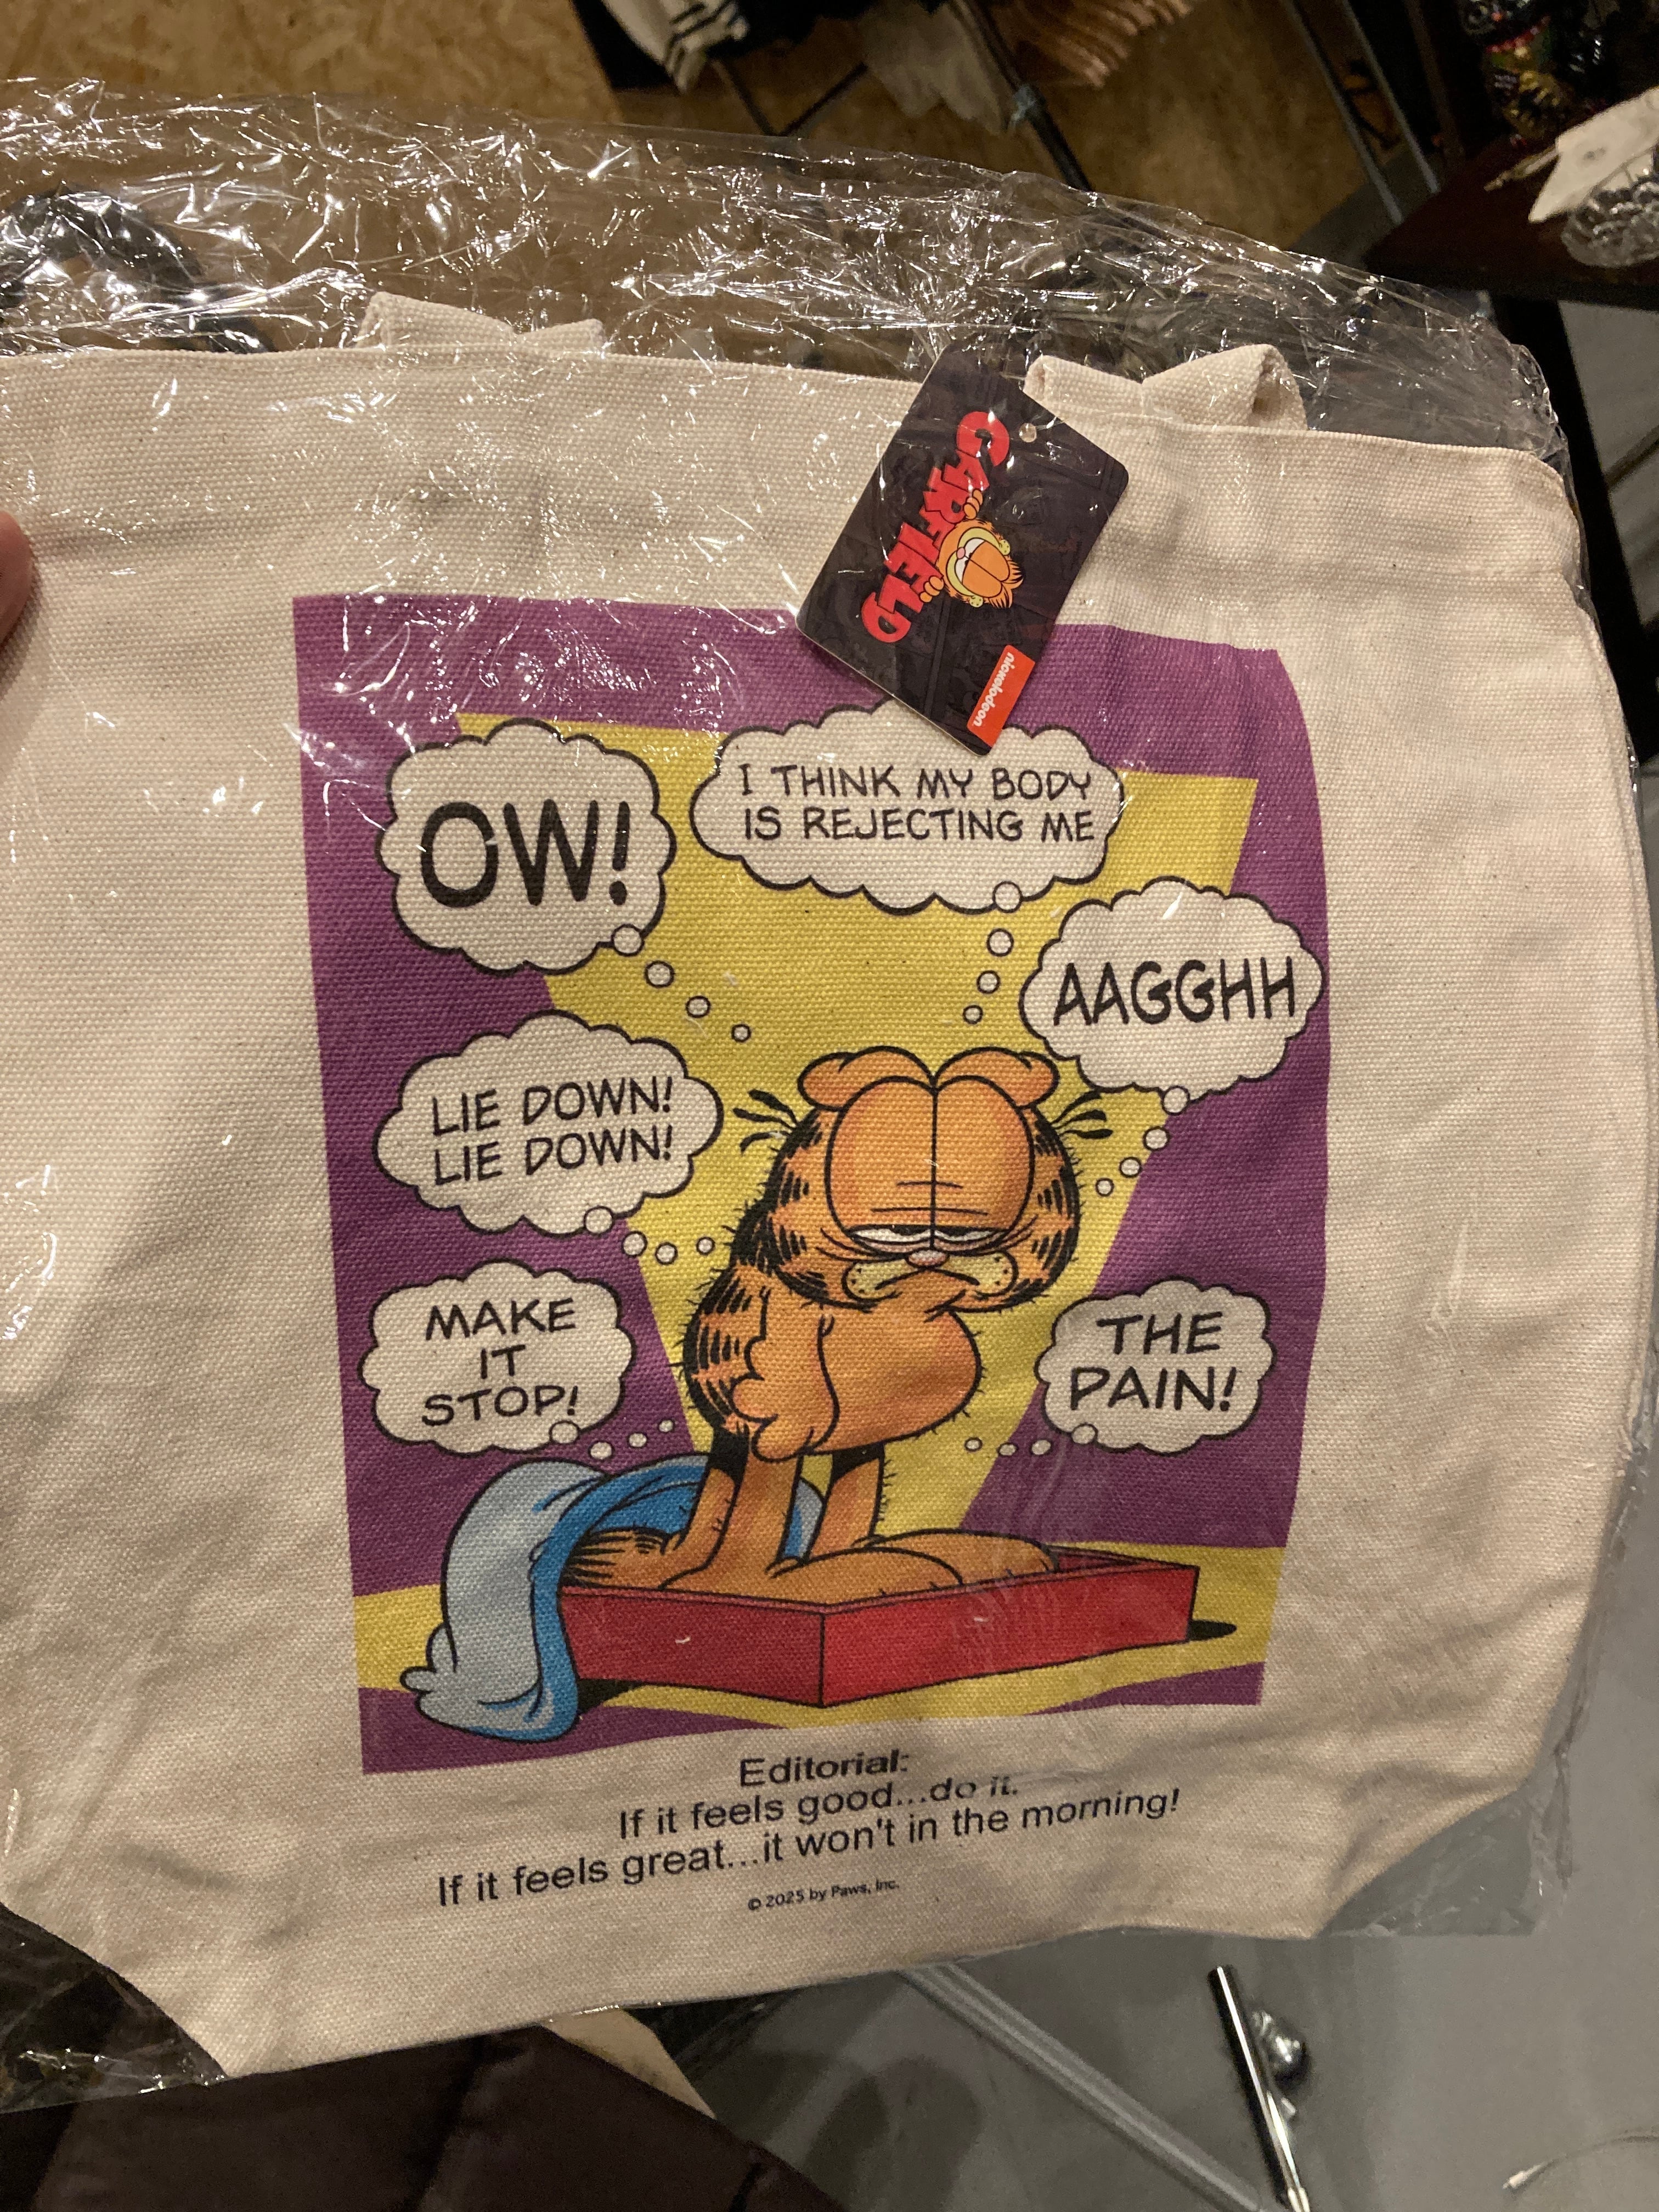 GARFIELD
nickelodeon
OW!
I THINK MY BODY
IS REJECTING ME
AAGGHH
LIE DOWN!
LIE DOWN!
MAKE
IT
STOP!
THE
PAIN!
Editorial:
If it feels good...do it.
If it feels great...it won't in the morning!
© 2025 by Paws, Inc.